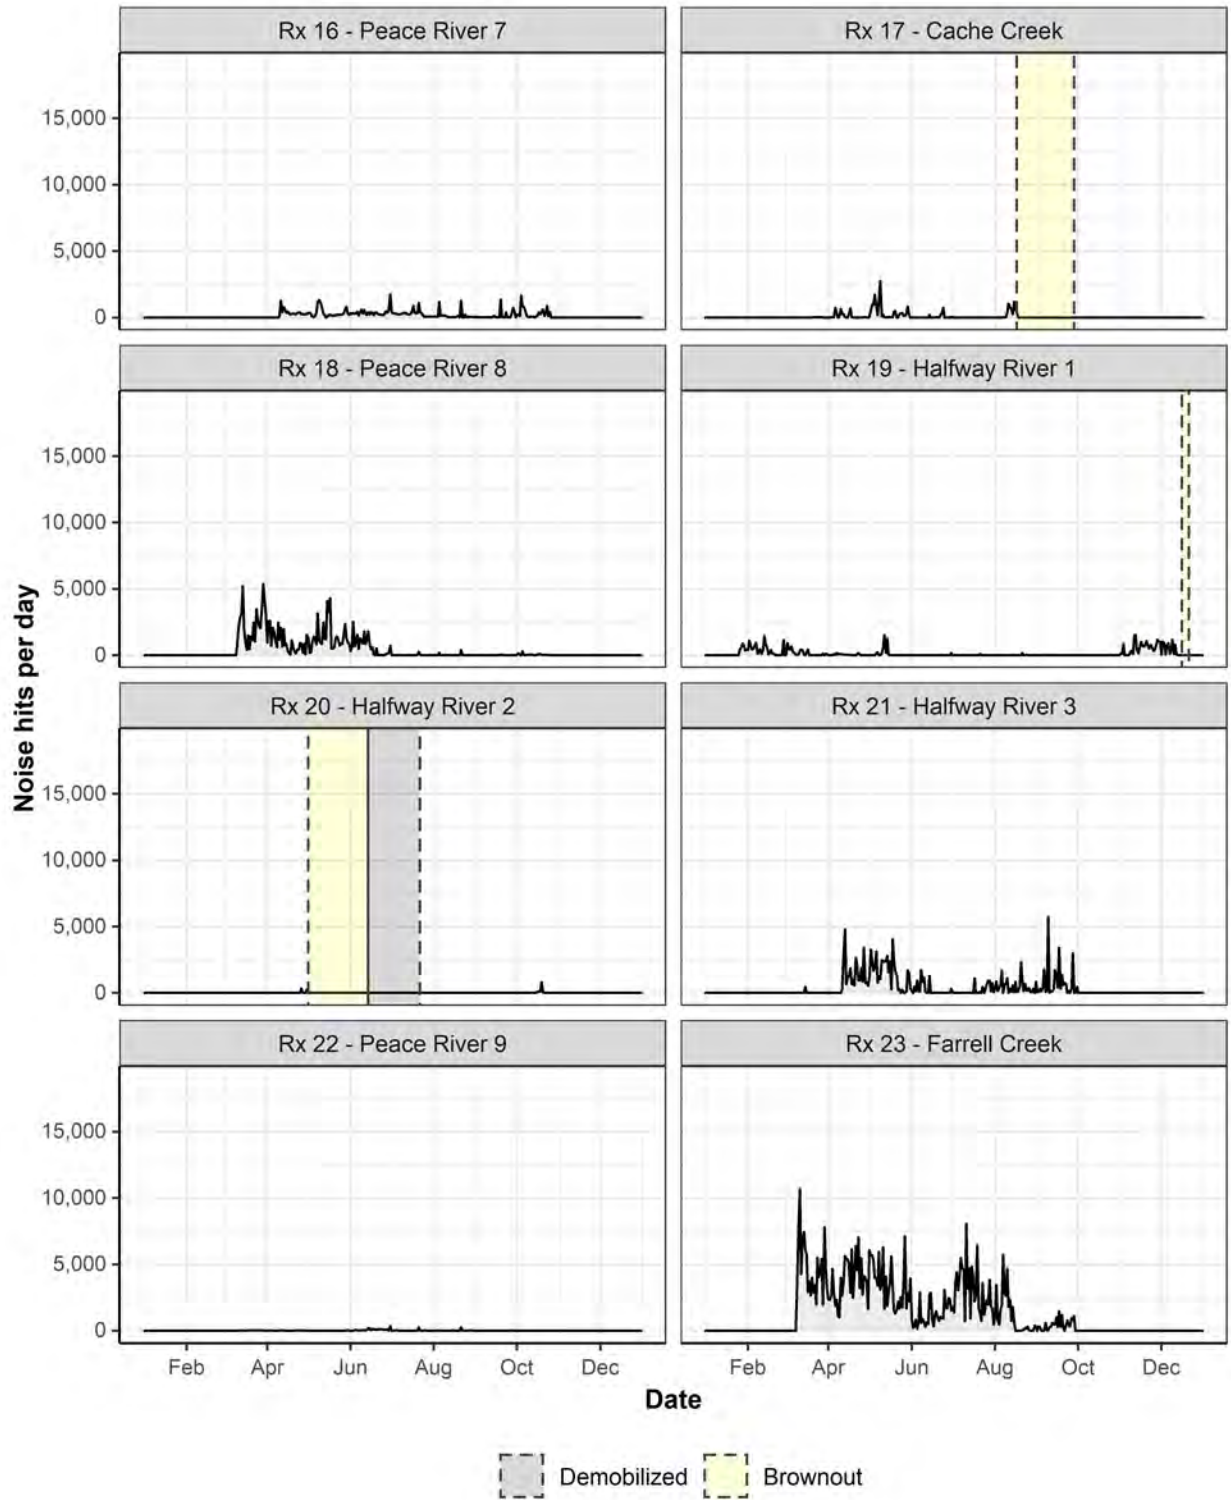 Rx 16 - Peace River 7
Rx 17 - Cache Creek
15,000
10,000
5,000
0
Rx 18 - Peace River 8
Rx 19 - Halfway River 1
15,000
10,000
5,000
0
Rx 20 - Halfway River 2
Rx 21 - Halfway River 3
15,000
10,000
5,000
0
Rx 22 - Peace River 9
Rx 23 - Farrell Creek
15,000
10,000
5,000
0
Noise hits per day
Feb Apr Jun Aug Oct Dec
Feb Apr Jun Aug Oct Dec
Date
Demobilized
Brownout